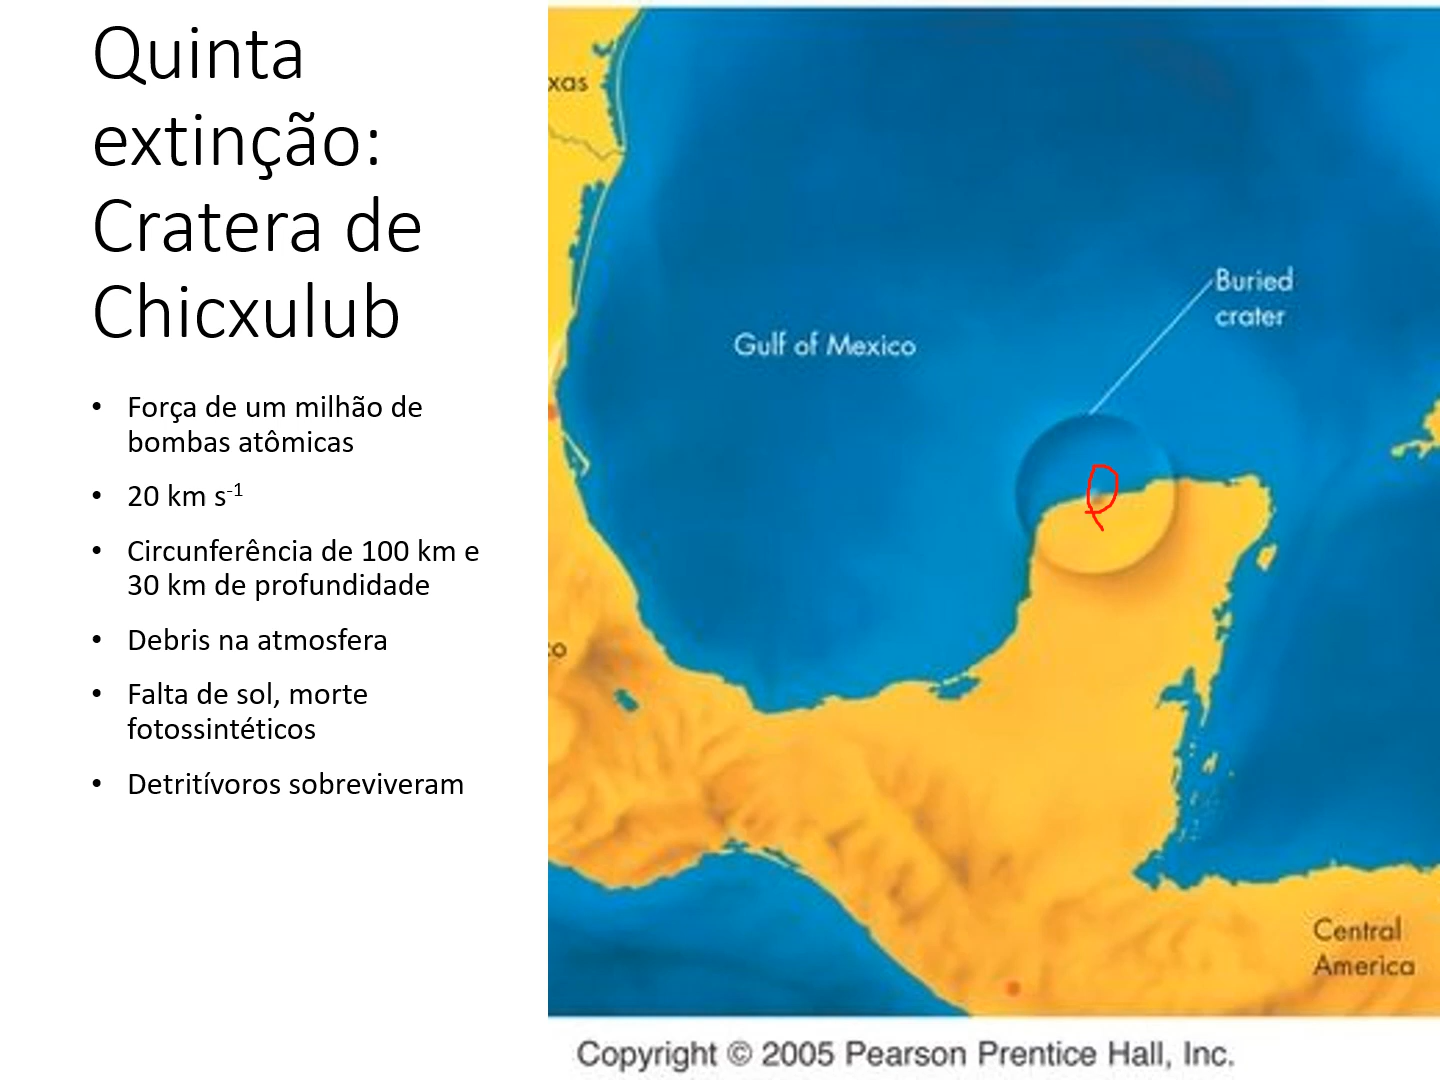 Quinta
extinção:
Cratera de
Chicxulub
• Força de um milhão de
bombas atômicas
• 20 km s-1
• Circunferência de 100 km e
30 km de profundidade
• Debris na atmosfera
• Falta de sol, morte
fotossintéticos
• Detritívoros sobreviveram
xas
Buried
crater
Gulf of Mexico
co
Central
America
Copyright © 2005 Pearson Prentice Hall, Inc.